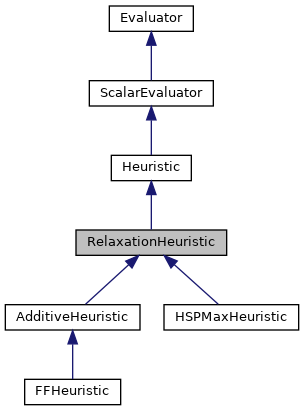 Evaluator
ScalarEvaluator
Heuristic
RelaxationHeuristic
AdditiveHeuristic
HSPMaxHeuristic
FFHeuristic